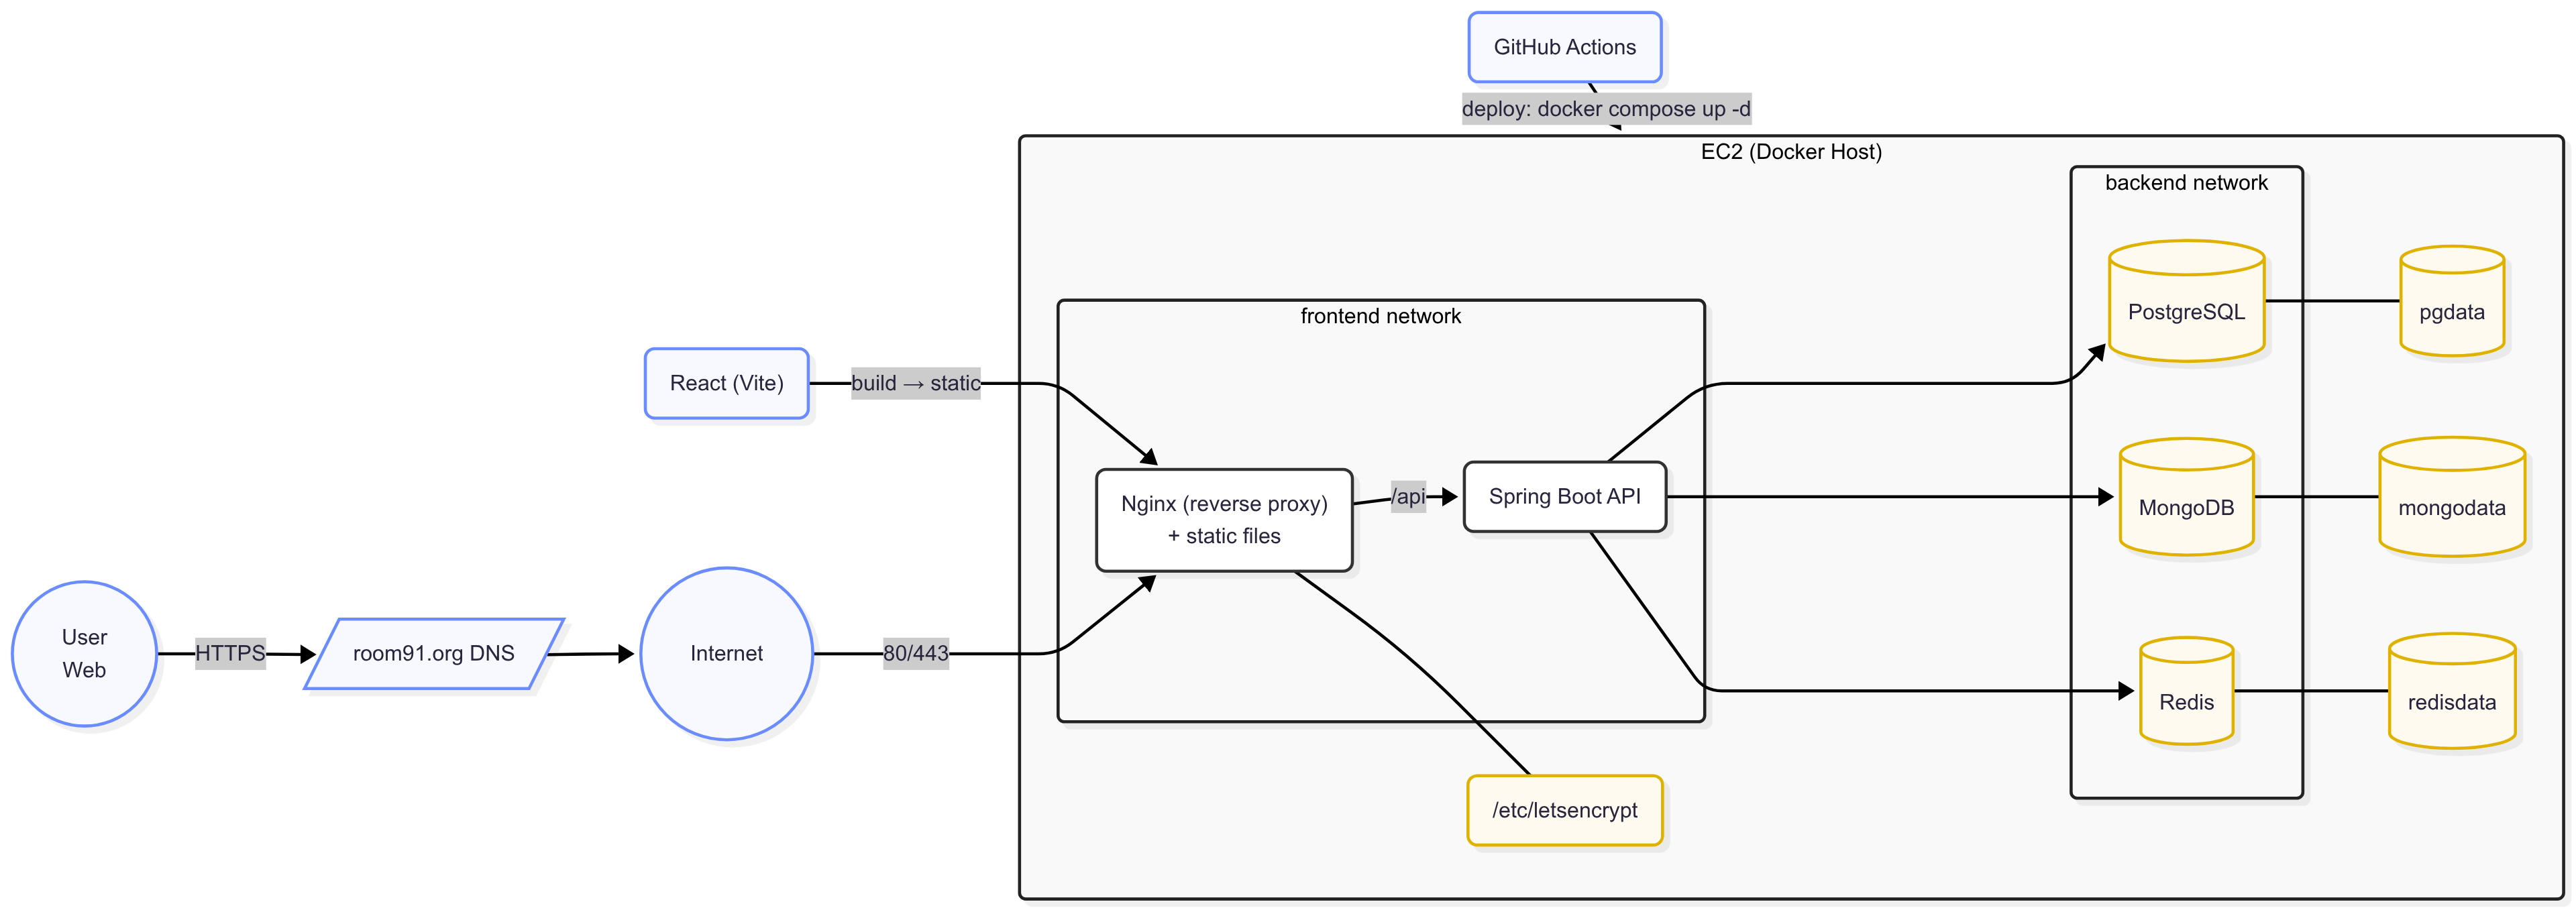 GitHub Actions
deploy: docker compose up -d
EC2 (Docker Host)
backend network
frontend network
PostgreSQL
pgdata
React (Vite)
build → static
Nginx (reverse proxy)
+ static files
/api
Spring Boot API
MongoDB
mongodata
User
Web
HTTPS
room91.org DNS
Internet
80/443
Redis
redisdata
/etc/letsencrypt